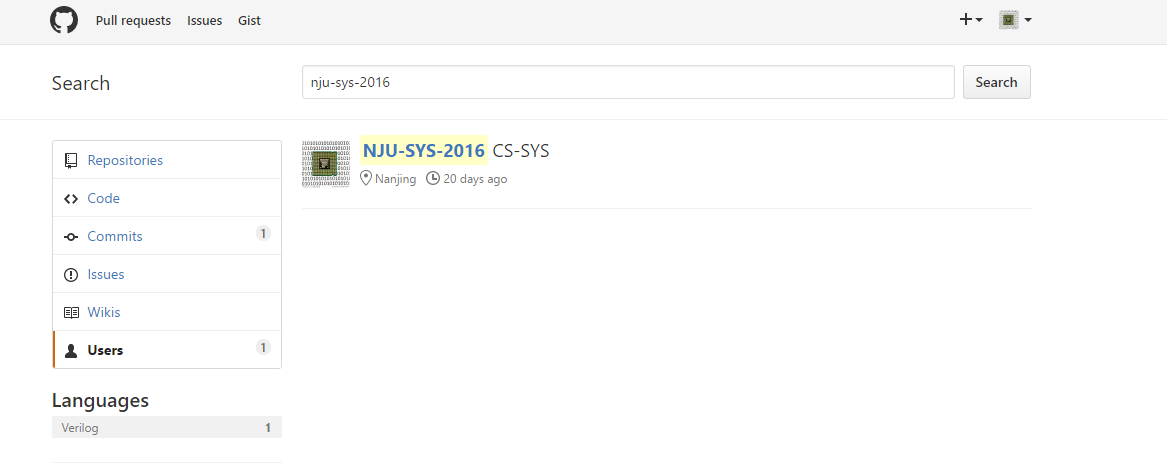 Pull requests Issues Gist
Search nju-sys-2016 Search
Repositories
Code
Commits 1
Issues
Wikis
Users 1
NJU-SYS-2016 CS-SYS
Nanjing 20 days ago
Languages
Verilog 1